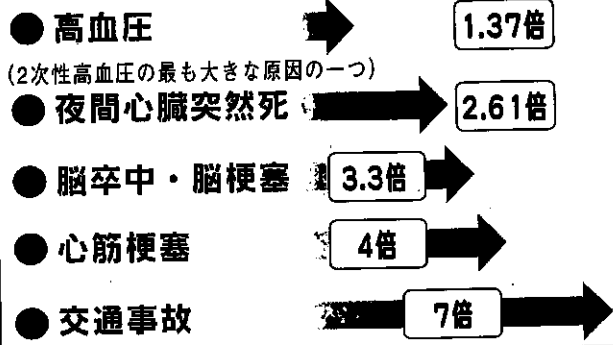 ●高血圧 1.37倍
(2次性高血圧の最も大きな原因の一つ)
●夜間心臓突然死 2.61倍
●脳卒中・脳梗塞 3.3倍
●心筋梗塞 4倍
●交通事故 7倍